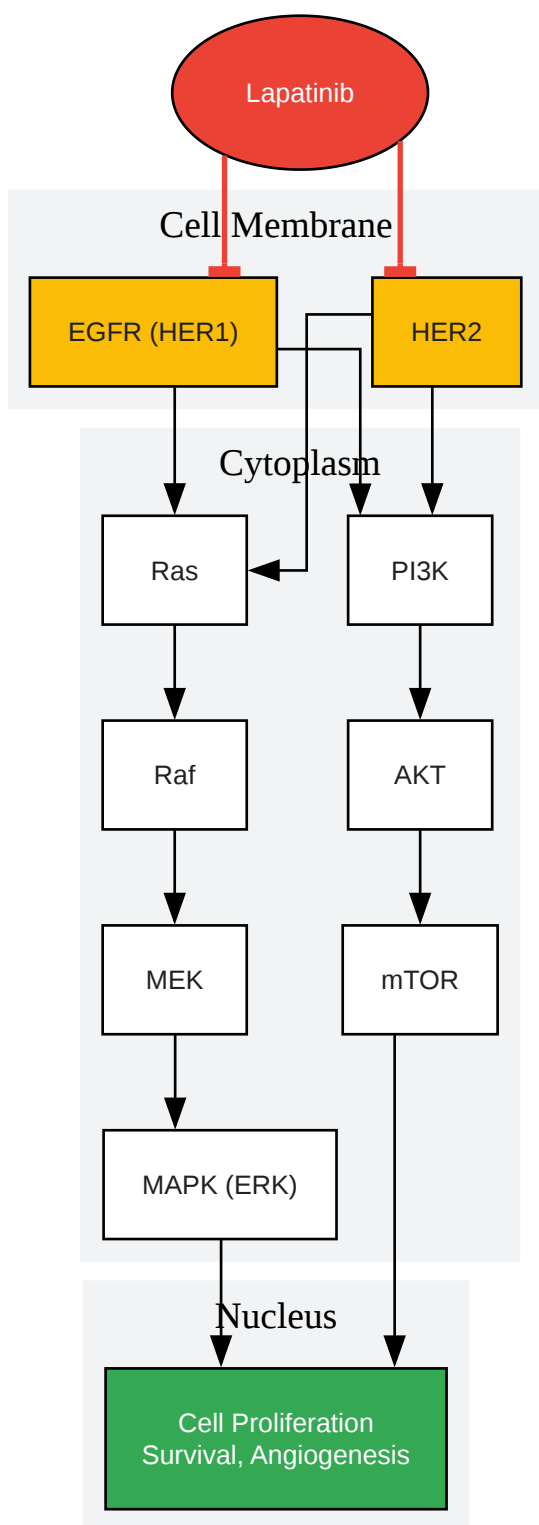 Lapatinib
Cell Membrane
EGFR (HER1)
HER2
Cytoplasm
Ras
PI3K
Raf
AKT
MEK
mTOR
MAPK (ERK)
Nucleus
Cell Proliferation
Survival, Angiogenesis